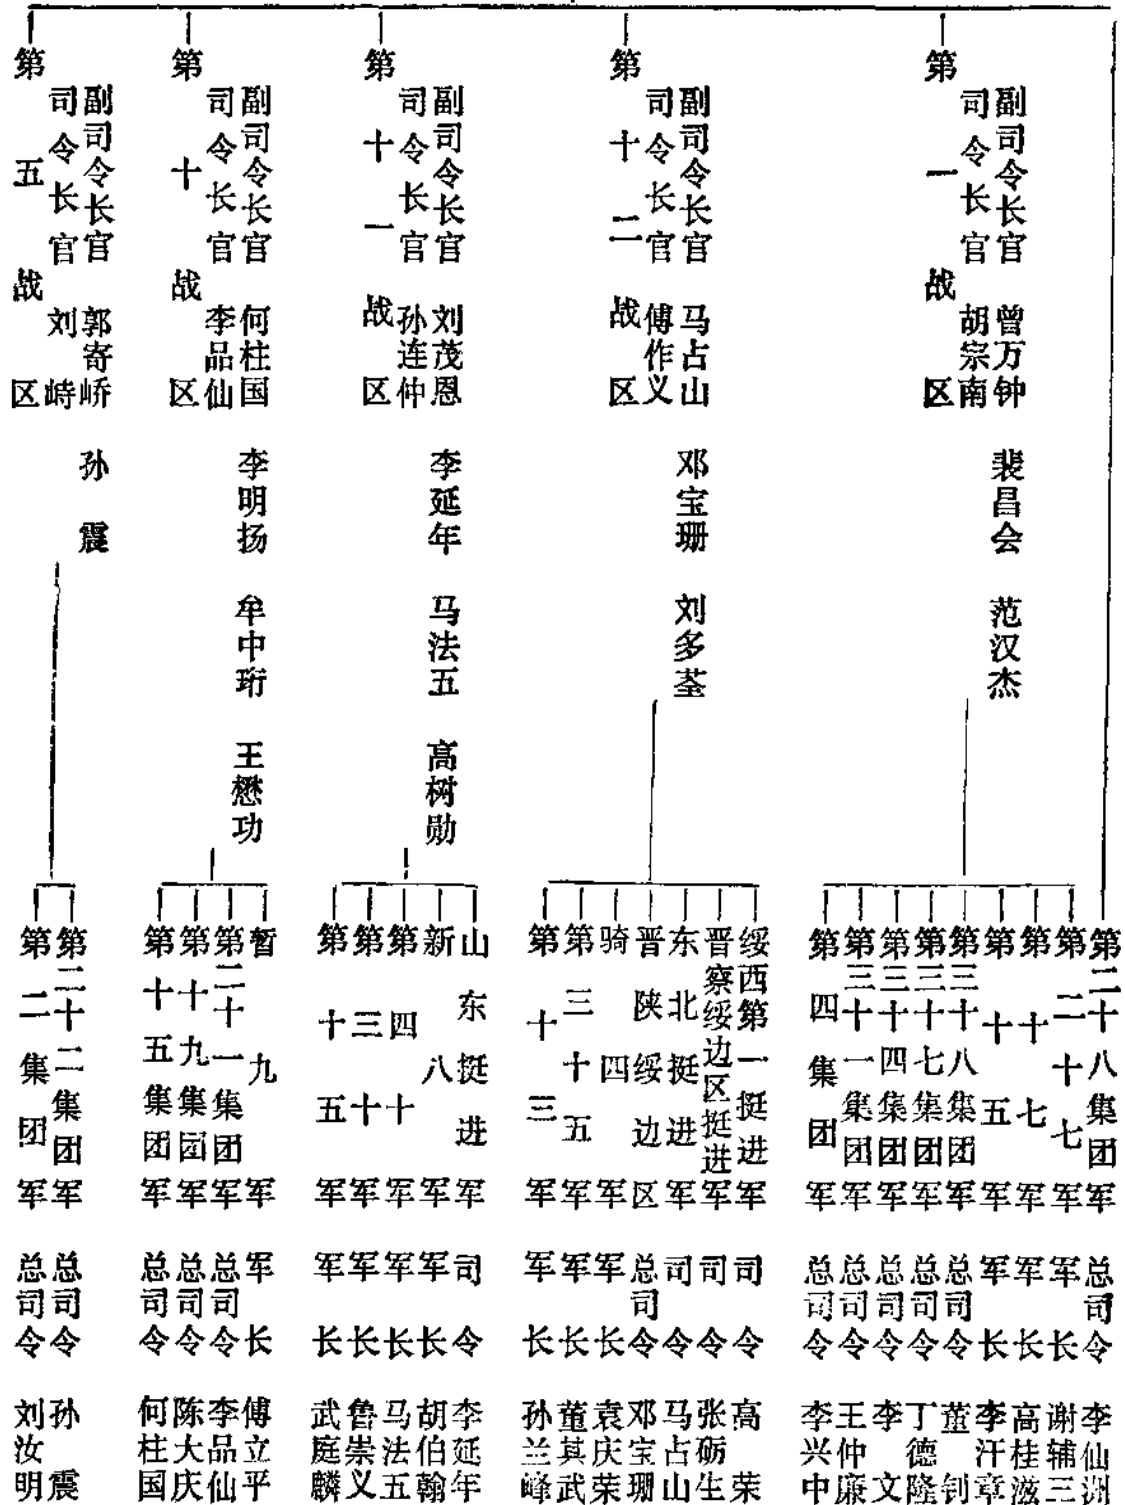 第五战区
司令长官 刘峙
副司令长官 郭寄峤 孙震
第二集团军 总司令 刘汝明
第二十二集团军 总司令 孙震
第十战区
司令长官 李品仙
副司令长官 何柱国 李明扬 牟中珩 王懋功
第十五集团军 总司令 何柱国
第十九集团军 总司令 陈大庆
第二十一集团军 总司令 李品仙
暂九军 军长 傅立平
第十一战区
司令长官 孙连仲
副司令长官 刘茂恩 李延年 马法五 高树勋
第十五军 军长 武庭麟
第三十军 军长 鲁崇义
第四十军 军长 马法五
新八军 军长 胡伯翰
山东挺进军 司令 李延年
第十二战区
司令长官 傅作义
副司令长官 马占山 邓宝珊 刘多荃
第十三军 军长 孙兰峰
第三十五军 军长 董其武
骑四军 军长 袁庆荣
晋陕绥边区 总司令 邓宝珊
东北挺进军 司令 马占山
晋察绥边区挺进军 司令 张砺生
绥西第一挺进军 司令 高荣
第一战区
司令长官 胡宗南
副司令长官 曾万钟 裴昌会 范汉杰
第四集团军 总司令 李兴中
第三十一集团军 总司令 王仲廉
第三十四集团军 总司令 李文
第三十七集团军 总司令 丁德隆
第三十八集团军 总司令 董钊
第十五军 军长 李汗章
第十七军 军长 高桂滋
第二十七军 军长 谢辅三
第二十八集团军 总司令 李仙洲